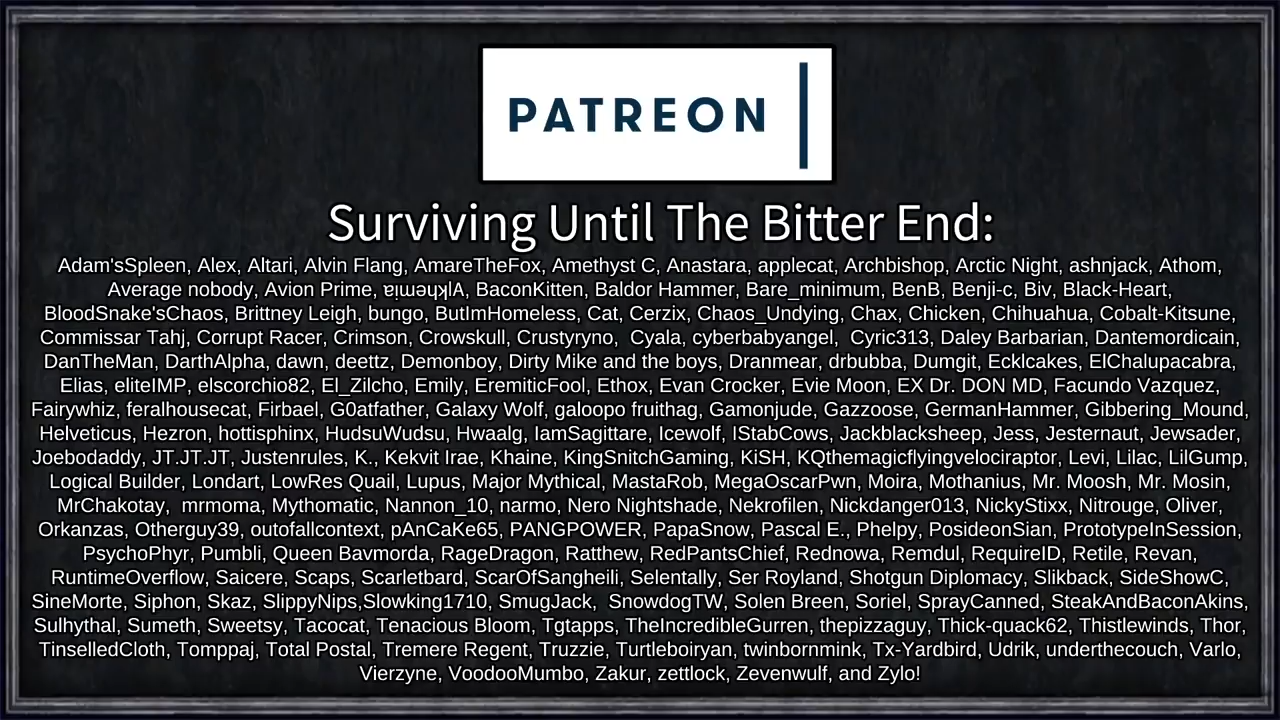 PATREON
Surviving Until The Bitter End:
Adam'sSpleen, Alex, Altari, Alvin Flang, AmareTheFox, Amethyst C, Anastara, applecat, Archbishop, Arctic Night, ashnjack, Athom,
Average nobody, Avion Prime, ɐᴉɯǝɥʞlA, BaconKitten, Baldor Hammer, Bare_minimum, BenB, Benji-c, Biv, Black-Heart,
BloodSnake'sChaos, Brittney Leigh, bungo, ButImHomeless, Cat, Cerzix, Chaos_Undying, Chax, Chicken, Chihuahua, Cobalt-Kitsune,
Commissar Tahj, Corrupt Racer, Crimson, Crowskull, Crustyryno,  Cyala, cyberbabyangel,  Cyric313, Daley Barbarian, Dantemordicain,
DanTheMan, DarthAlpha, dawn, deettz, Demonboy, Dirty Mike and the boys, Dranmear, drbubba, Dumgit, Ecklcakes, ElChalupacabra,
Elias, eliteIMP, elscorchio82, El_Zilcho, Emily, EremiticFool, Ethox, Evan Crocker, Evie Moon, EX Dr. DON MD, Facundo Vazquez,
Fairywhiz, feralhousecat, Firbael, G0atfather, Galaxy Wolf, galoopo fruithag, Gamonjude, Gazzoose, GermanHammer, Gibbering_Mound,
Helveticus, Hezron, hottisphinx, HudsuWudsu, Hwaalg, IamSagittare, Icewolf, IStabCows, Jackblacksheep, Jess, Jesternaut, Jewsader,
Joebodaddy, JT.JT.JT, Justenrules, K., Kekvit Irae, Khaine, KingSnitchGaming, KiSH, KQthemagicflyingvelociraptor, Levi, Lilac, LilGump,
Logical Builder, Londart, LowRes Quail, Lupus, Major Mythical, MastaRob, MegaOscarPwn, Moira, Mothanius, Mr. Moosh, Mr. Mosin,
MrChakotay,  mrmoma, Mythomatic, Nannon_10, narmo, Nero Nightshade, Nekrofilen, Nickdanger013, NickyStixx, Nitrouge, Oliver,
Orkanzas, Otherguy39, outofallcontext, pAnCaKe65, PANGPOWER, PapaSnow, Pascal E., Phelpy, PosideonSian, PrototypeInSession,
PsychoPhyr, Pumbli, Queen Bavmorda, RageDragon, Ratthew, RedPantsChief, Rednowa, Remdul, RequireID, Retile, Revan,
RuntimeOverflow, Saicere, Scaps, Scarletbard, ScarOfSangheili, Selentally, Ser Royland, Shotgun Diplomacy, Slikback, SideShowC,
SineMorte, Siphon, Skaz, SlippyNips,Slowking1710, SmugJack,  SnowdogTW, Solen Breen, Soriel, SprayCanned, SteakAndBaconAkins,
Sulhythal, Sumeth, Sweetsy, Tacocat, Tenacious Bloom, Tgtapps, TheIncredibleGurren, thepizzaguy, Thick-quack62, Thistlewinds, Thor,
TinselledCloth, Tomppaj, Total Postal, Tremere Regent, Truzzie, Turtleboiryan, twinbornmink, Tx-Yardbird, Udrik, underthecouch, Varlo,
Vierzyne, VoodooMumbo, Zakur, zettlock, Zevenwulf, and Zylo!